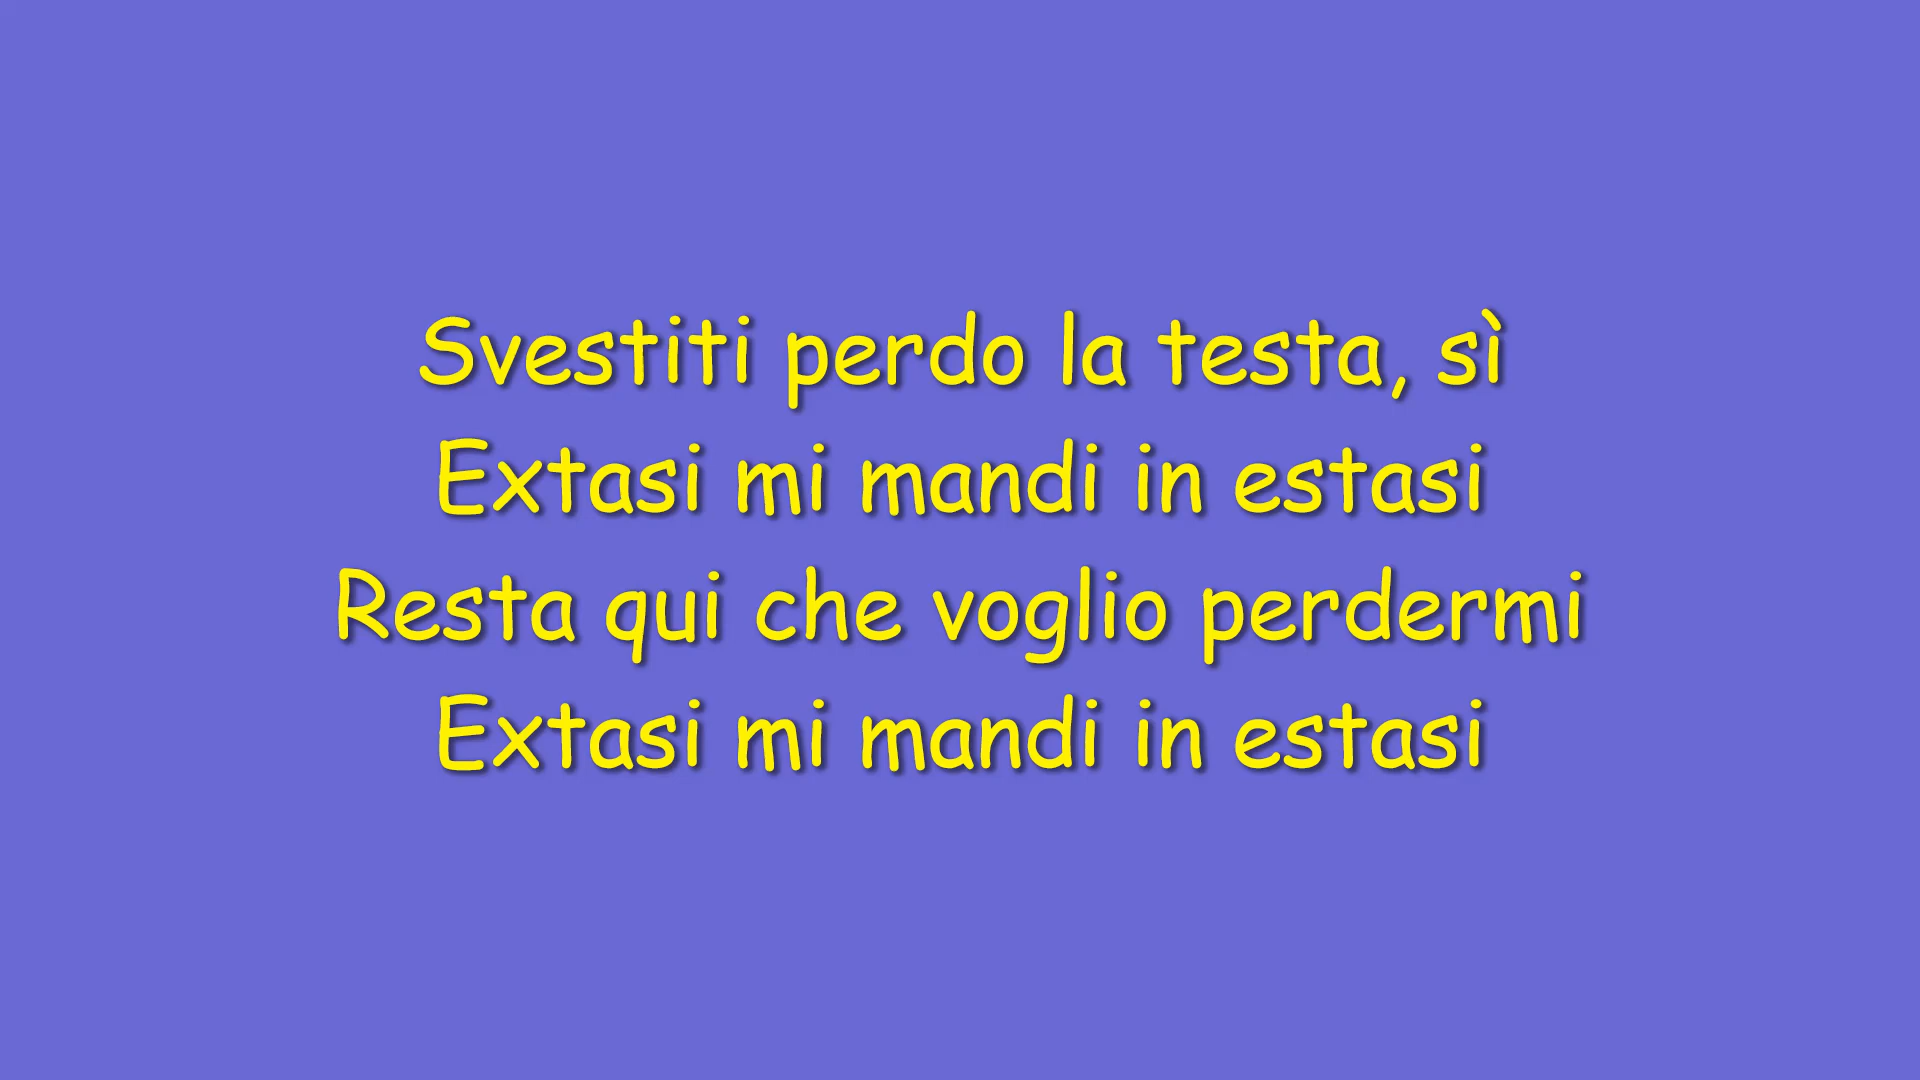 Svestiti perdo la testa, sì
Extasi mi mandi in estasi
Resta qui che voglio perdermi
Extasi mi mandi in estasi